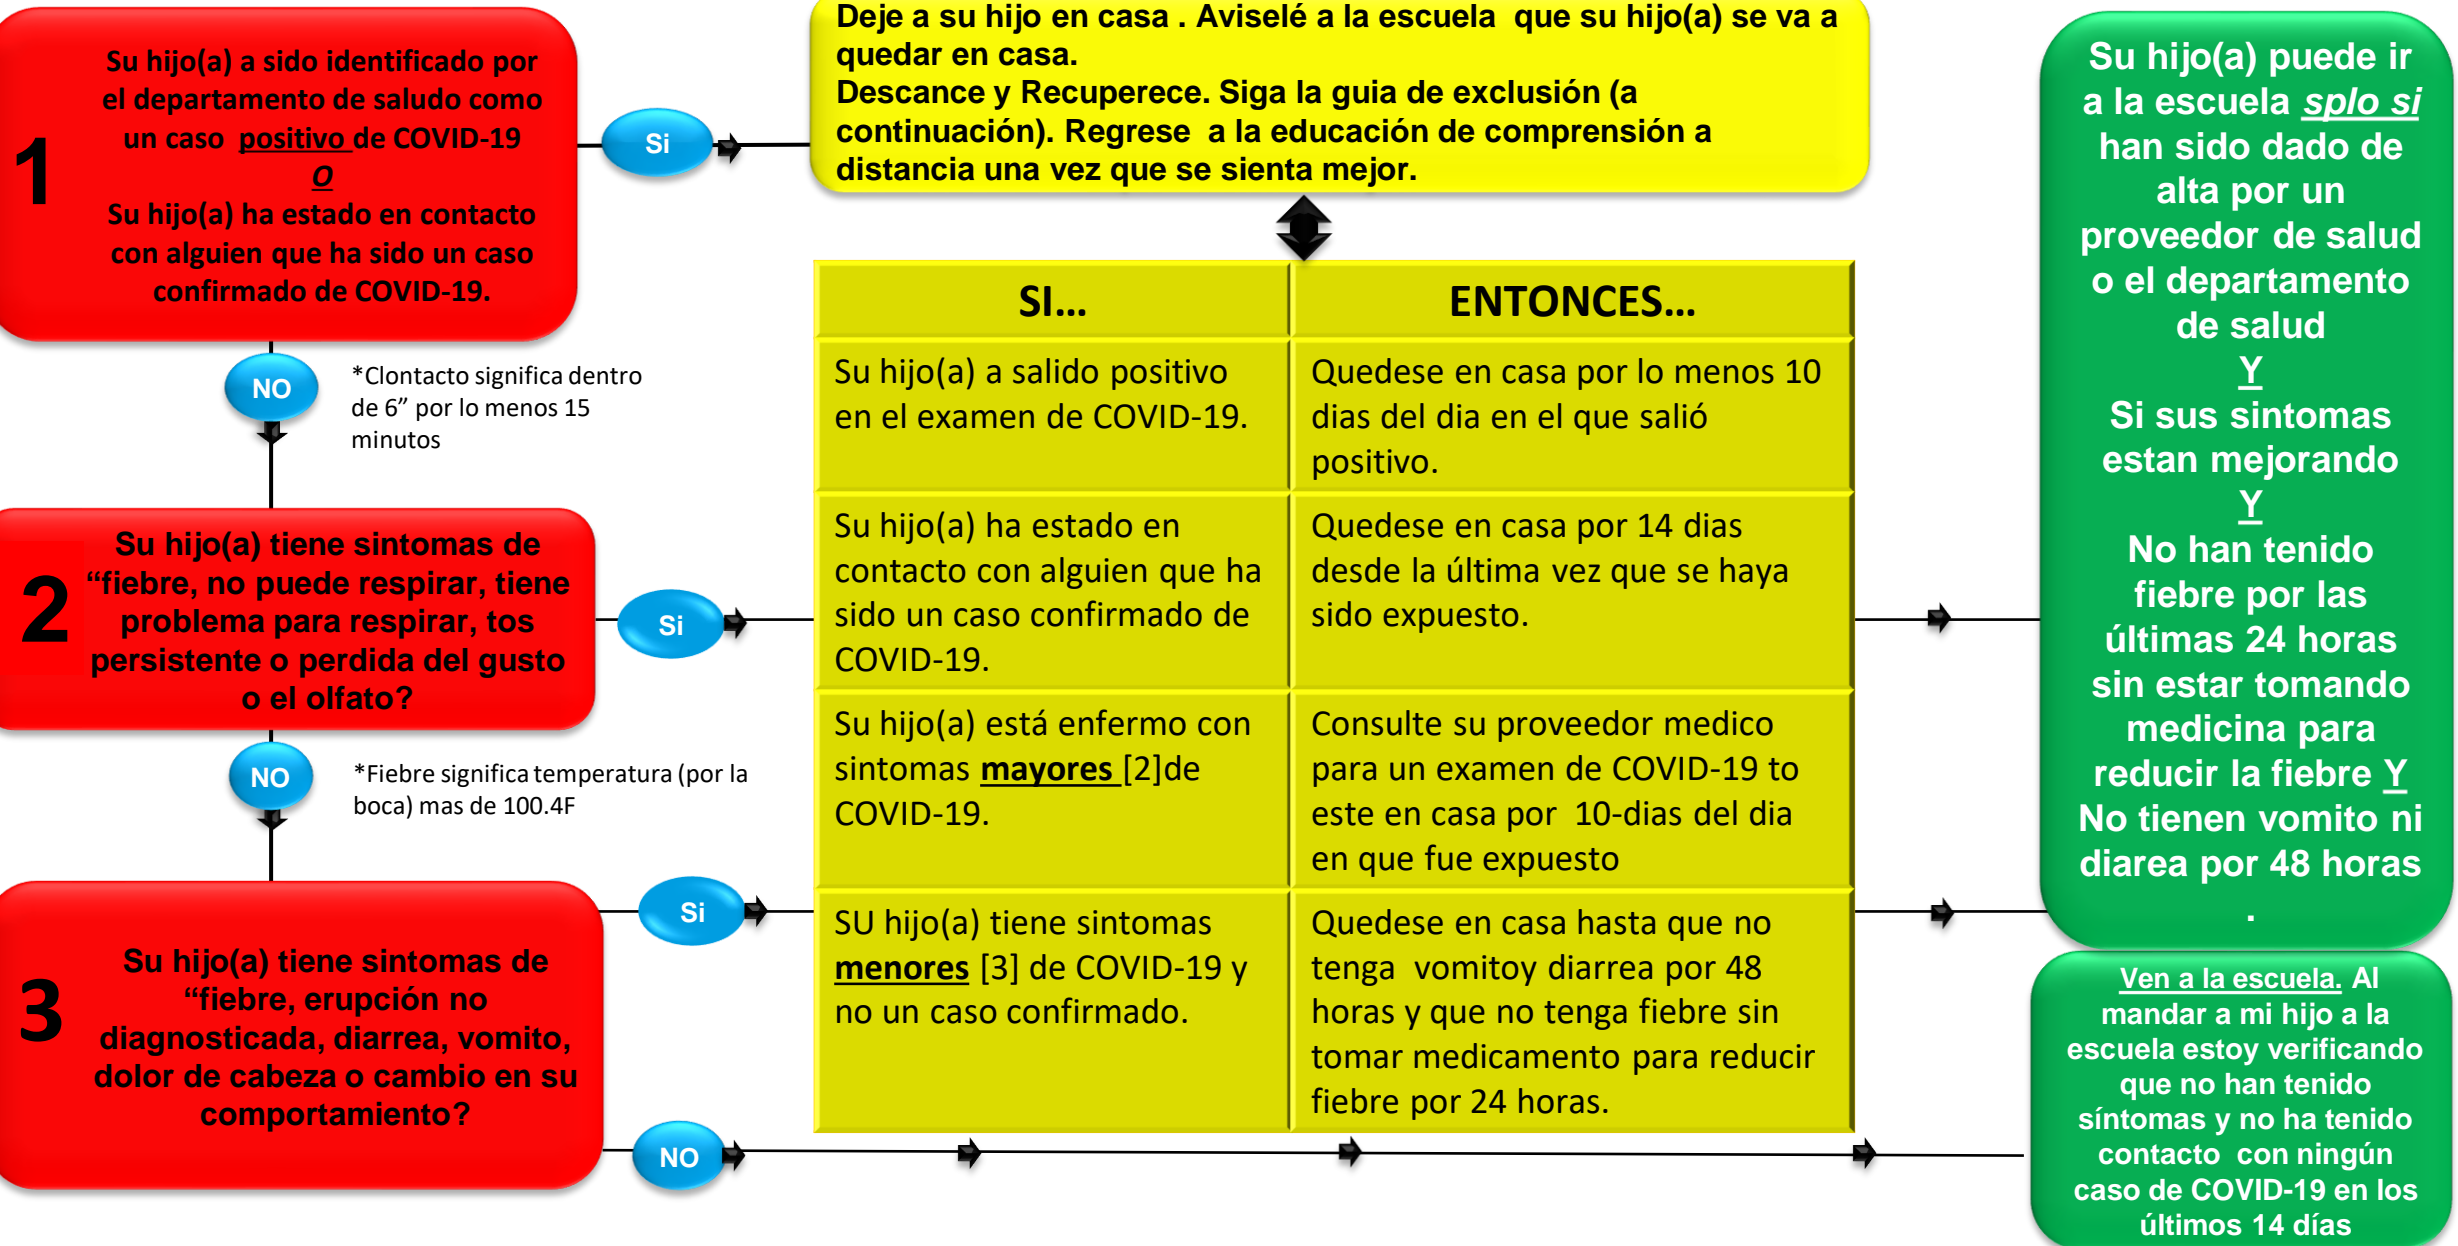 1
Su hijo(a) a sido identificado por
el departamento de saludo como
un caso positivo de COVID-19
O
Su hijo(a) ha estado en contacto
con alguien que ha sido un caso
confirmado de COVID-19.
Si
Deje a su hijo en casa . Aviselé a la escuela que su hijo(a) se va a
quedar en casa.
Descance y Recuperece. Siga la guia de exclusión (a
continuación). Regrese a la educación de comprensión a
distancia una vez que se sienta mejor.
NO
*Clontacto significa dentro
de 6” por lo menos 15
minutos
2
Su hijo(a) tiene sintomas de
“fiebre, no puede respirar, tiene
problema para respirar, tos
persistente o perdida del gusto
o el olfato?
Si
NO
*Fiebre significa temperatura (por la
boca) mas de 100.4F
3
Su hijo(a) tiene sintomas de
“fiebre, erupción no
diagnosticada, diarrea, vomito,
dolor de cabeza o cambio en su
comportamiento?
Si
NO
SI...
ENTONCES...
Su hijo(a) a salido positivo
en el examen de COVID-19.
Quedese en casa por lo menos 10
dias del dia en el que salió
positivo.
Su hijo(a) ha estado en
contacto con alguien que ha
sido un caso confirmado de
COVID-19.
Quedese en casa por 14 dias
desde la última vez que se haya
sido expuesto.
Su hijo(a) está enfermo con
sintomas mayores [2]de
COVID-19.
Consulte su proveedor medico
para un examen de COVID-19 to
este en casa por 10-dias del dia
en que fue expuesto
SU hijo(a) tiene sintomas
menores [3] de COVID-19 y
no un caso confirmado.
Quedese en casa hasta que no
tenga vomitoy diarrea por 48
horas y que no tenga fiebre sin
tomar medicamento para reducir
fiebre por 24 horas.
Su hijo(a) puede ir
a la escuela splo si
han sido dado de
alta por un
proveedor de salud
o el departamento
de salud
Y
Si sus sintomas
estan mejorando
Y
No han tenido
fiebre por las
últimas 24 horas
sin estar tomando
medicina para
reducir la fiebre Y
No tienen vomito ni
diarea por 48 horas
.
Ven a la escuela. Al
mandar a mi hijo a la
escuela estoy verificando
que no han tenido
síntomas y no ha tenido
contacto con ningún
caso de COVID-19 en los
últimos 14 días